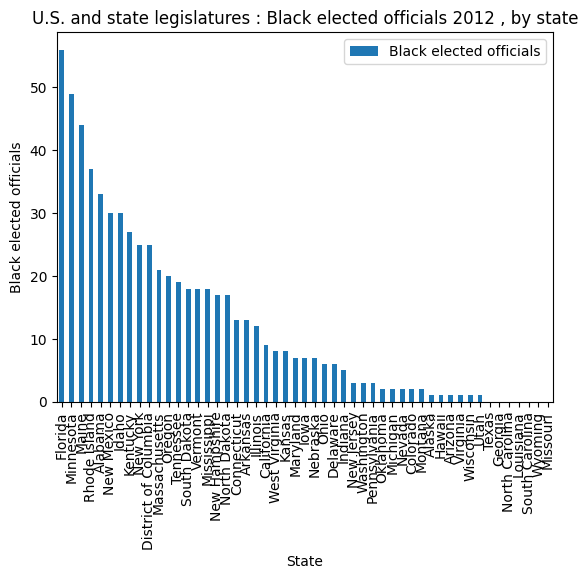 U.S. and state legislatures : Black elected officials 2012 , by state
Black elected officials
Black elected officials
50
40
30
20
10
0
Florida
Minnesota
Maine
Rhode Island
Alabama
New Mexico
Idaho
Kentucky
New York
District of Columbia
Massachusetts
Oregon
Tennessee
South Dakota
Vermont
Mississippi
New Hampshire
North Dakota
Connecticut
Arkansas
Illinois
California
West Virginia
Kansas
Maryland
Iowa
Nebraska
Ohio
Delaware
Indiana
New Jersey
Washington
Pennsylvania
Oklahoma
Michigan
Nevada
Colorado
Montana
Alaska
Hawaii
Arizona
Virginia
Wisconsin
Utah
Texas
Georgia
North Carolina
Louisiana
South Carolina
Wyoming
Missouri
State